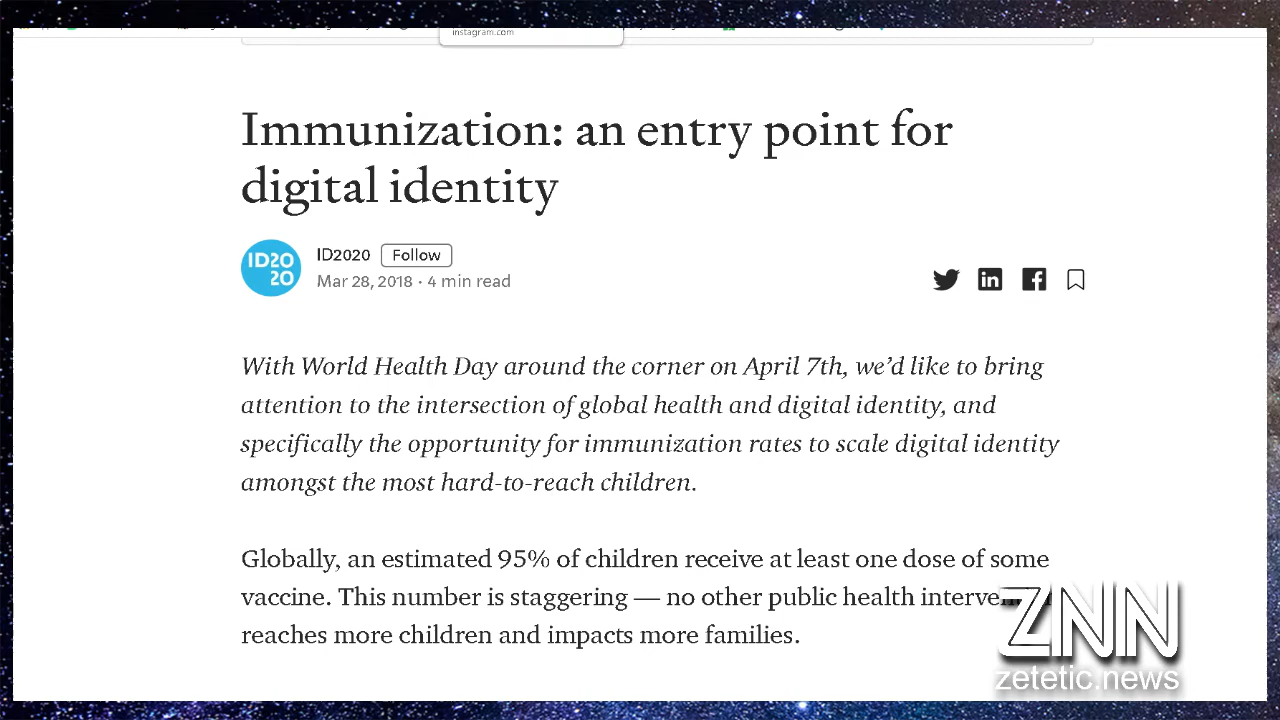 instagram.com
Immunization: an entry point for
digital identity
ID2020
ID2020 Follow
Mar 28, 2018 · 4 min read
With World Health Day around the corner on April 7th, we’d like to bring
attention to the intersection of global health and digital identity, and
specifically the opportunity for immunization rates to scale digital identity
amongst the most hard-to-reach children.
Globally, an estimated 95% of children receive at least one dose of some
vaccine. This number is staggering — no other public health intervention
reaches more children and impacts more families.
ZNN
zetetic.news